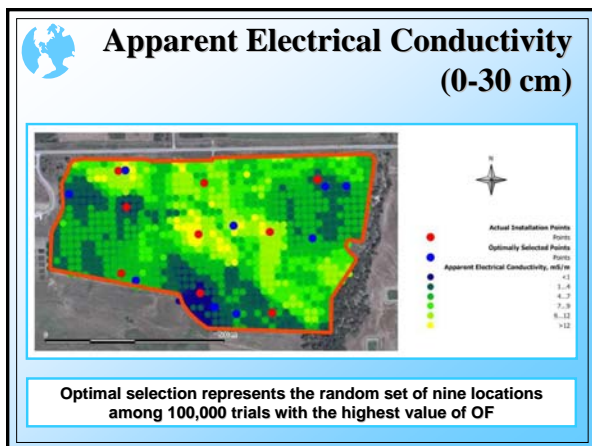 Apparent Electrical Conductivity
(0-30 cm)
N
Actual Installation Points
Points
Optimally Selected Points
Points
Apparent Electrical Conductivity, mS/m
<1
1...4
4...7
7...9
9...12
>12
0
Optimal selection represents the random set of nine locations
among 100,000 trials with the highest value of OF